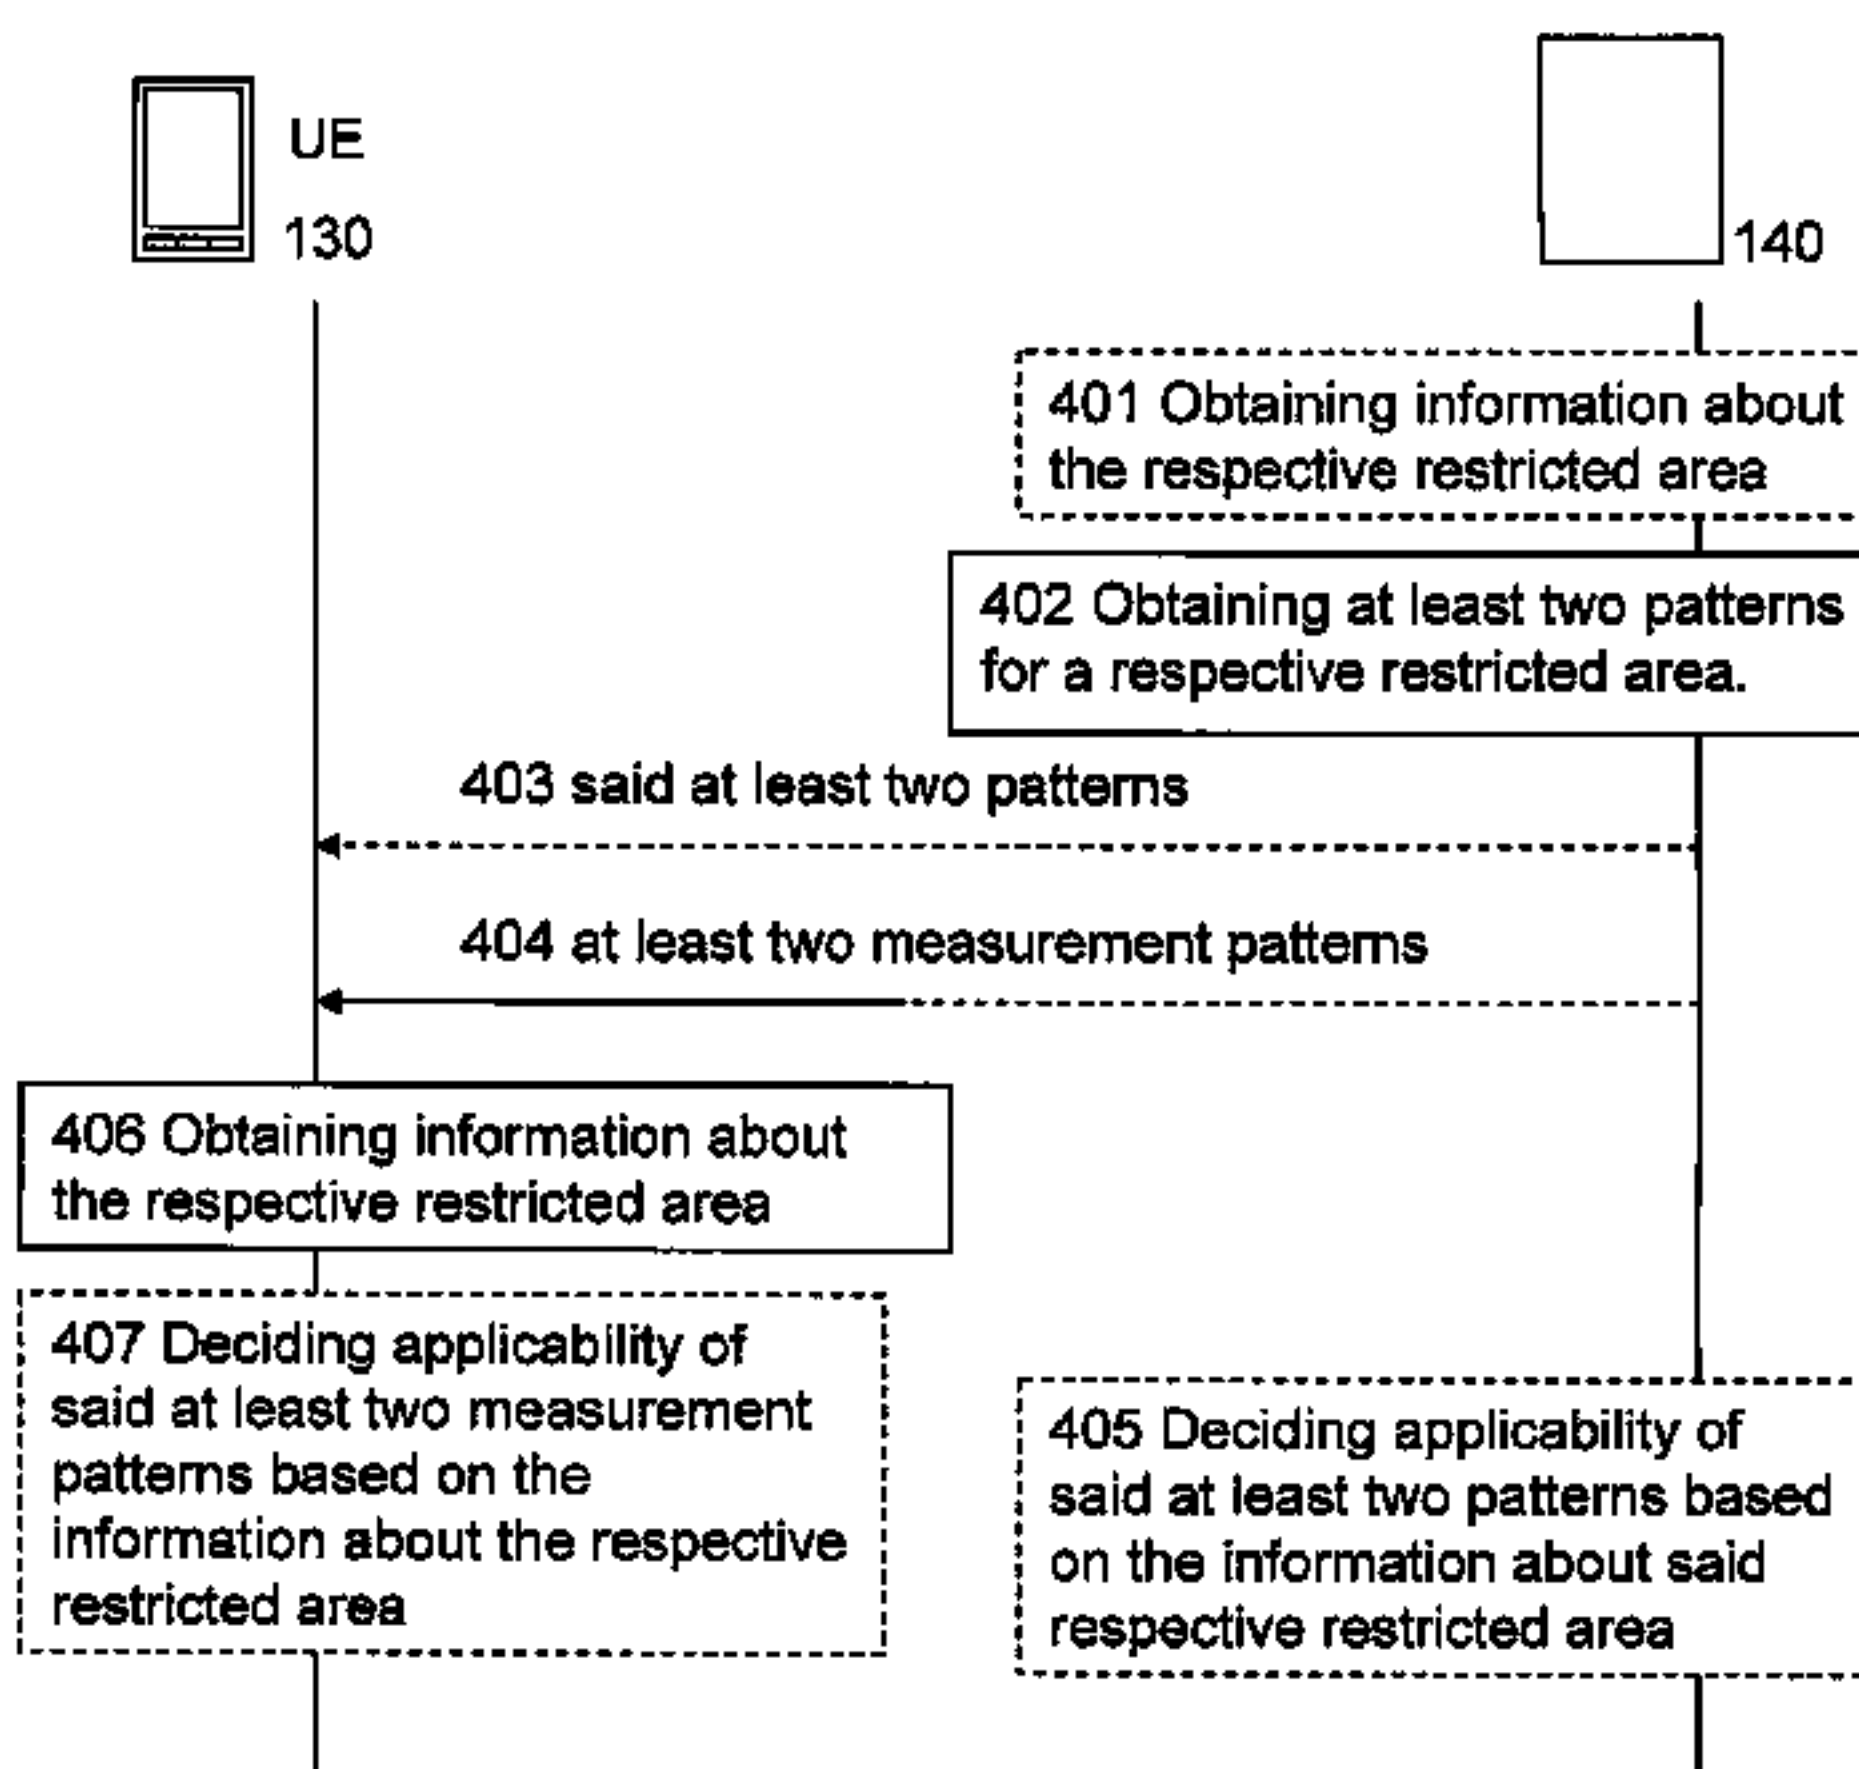 UE
130
140
401 Obtaining information about
the respective restricted area
402 Obtaining at least two patterns
for a respective restricted area.
403 said at least two patterns
404 at least two measurement patterns
406 Obtaining information about
the respective restricted area
407 Deciding applicability of
said at least two measurement
patterns based on the
information about the respective
restricted area
405 Deciding applicability of
said at least two patterns based
on the information about said
respective restricted area